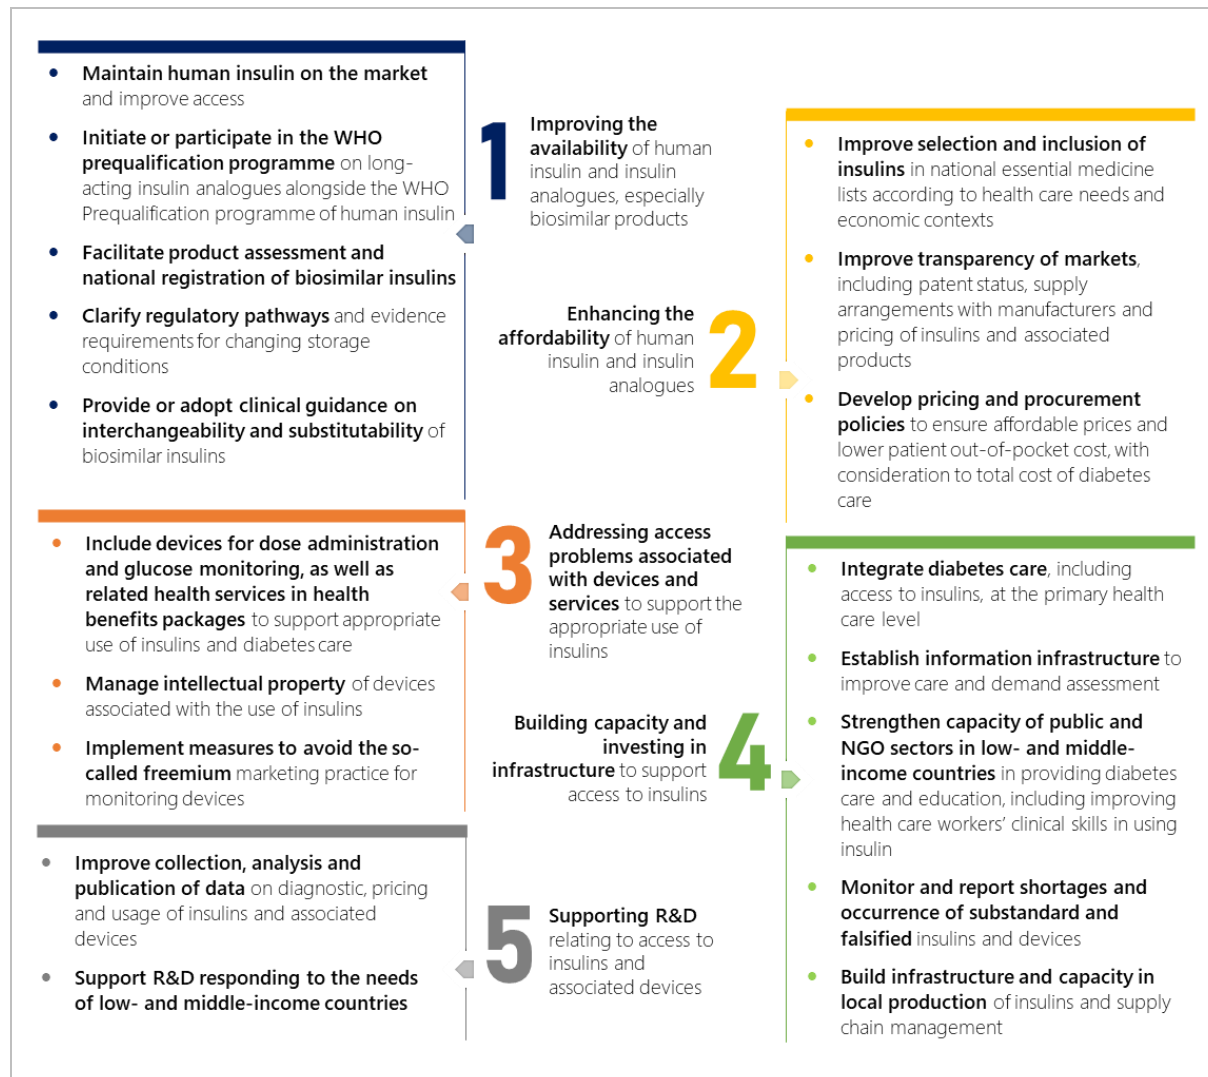 1
Improving the
availability of human
insulin and insulin
analogues, especially
biosimilar products
• Maintain human insulin on the market
and improve access
• Initiate or participate in the WHO
prequalification programme on long-
acting insulin analogues alongside the WHO
Prequalification programme of human insulin
• Facilitate product assessment and
national registration of biosimilar insulins
• Clarify regulatory pathways and evidence
requirements for changing storage
conditions
• Provide or adopt clinical guidance on
interchangeability and substitutability of
biosimilar insulins
Enhancing the
affordability of human
insulin and insulin
analogues
2
• Improve selection and inclusion of
insulins in national essential medicine
lists according to health care needs and
economic contexts
• Improve transparency of markets,
including patent status, supply
arrangements with manufacturers and
pricing of insulins and associated
products
• Develop pricing and procurement
policies to ensure affordable prices and
lower patient out-of-pocket cost, with
consideration to total cost of diabetes
care
3
Addressing access
problems associated
with devices and
services to support the
appropriate use of
insulins
• Include devices for dose administration
and glucose monitoring, as well as
related health services in health
benefits packages to support appropriate
use of insulins and diabetes care
• Manage intellectual property of devices
associated with the use of insulins
• Implement measures to avoid the so-
called freemium marketing practice for
monitoring devices
Building capacity and
investing in
infrastructure to support
access to insulins
4
• Integrate diabetes care, including
access to insulins, at the primary health
care level
• Establish information infrastructure to
improve care and demand assessment
• Strengthen capacity of public and
NGO sectors in low- and middle-
income countries in providing diabetes
care and education, including improving
health care workers’ clinical skills in using
insulin
• Monitor and report shortages and
occurrence of substandard and
falsified insulins and devices
• Build infrastructure and capacity in
local production of insulins and supply
chain management
5
Supporting R&D
relating to access to
insulins and
associated devices
• Improve collection, analysis and
publication of data on diagnostic, pricing
and usage of insulins and associated
devices
• Support R&D responding to the needs
of low- and middle-income countries